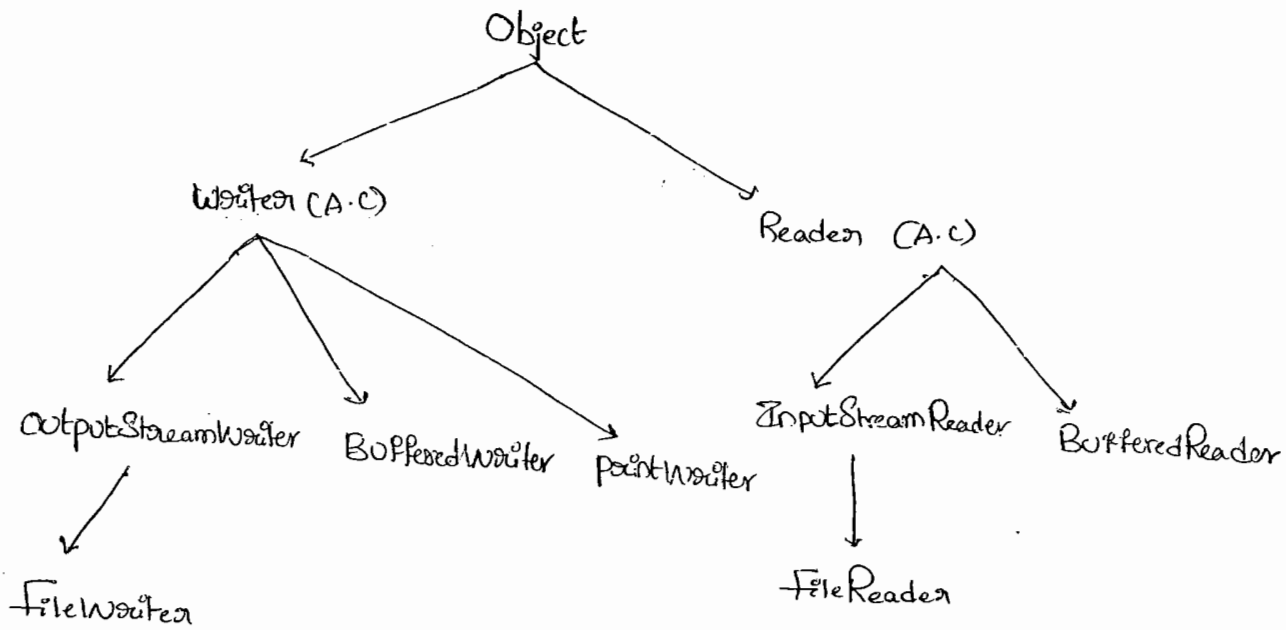 Object
Writer (A.C)
Reader (A.C)
OutputStreamWriter
BufferedWriter
PrintWriter
InputStreamReader
BufferedReader
FileWriter
FileReader